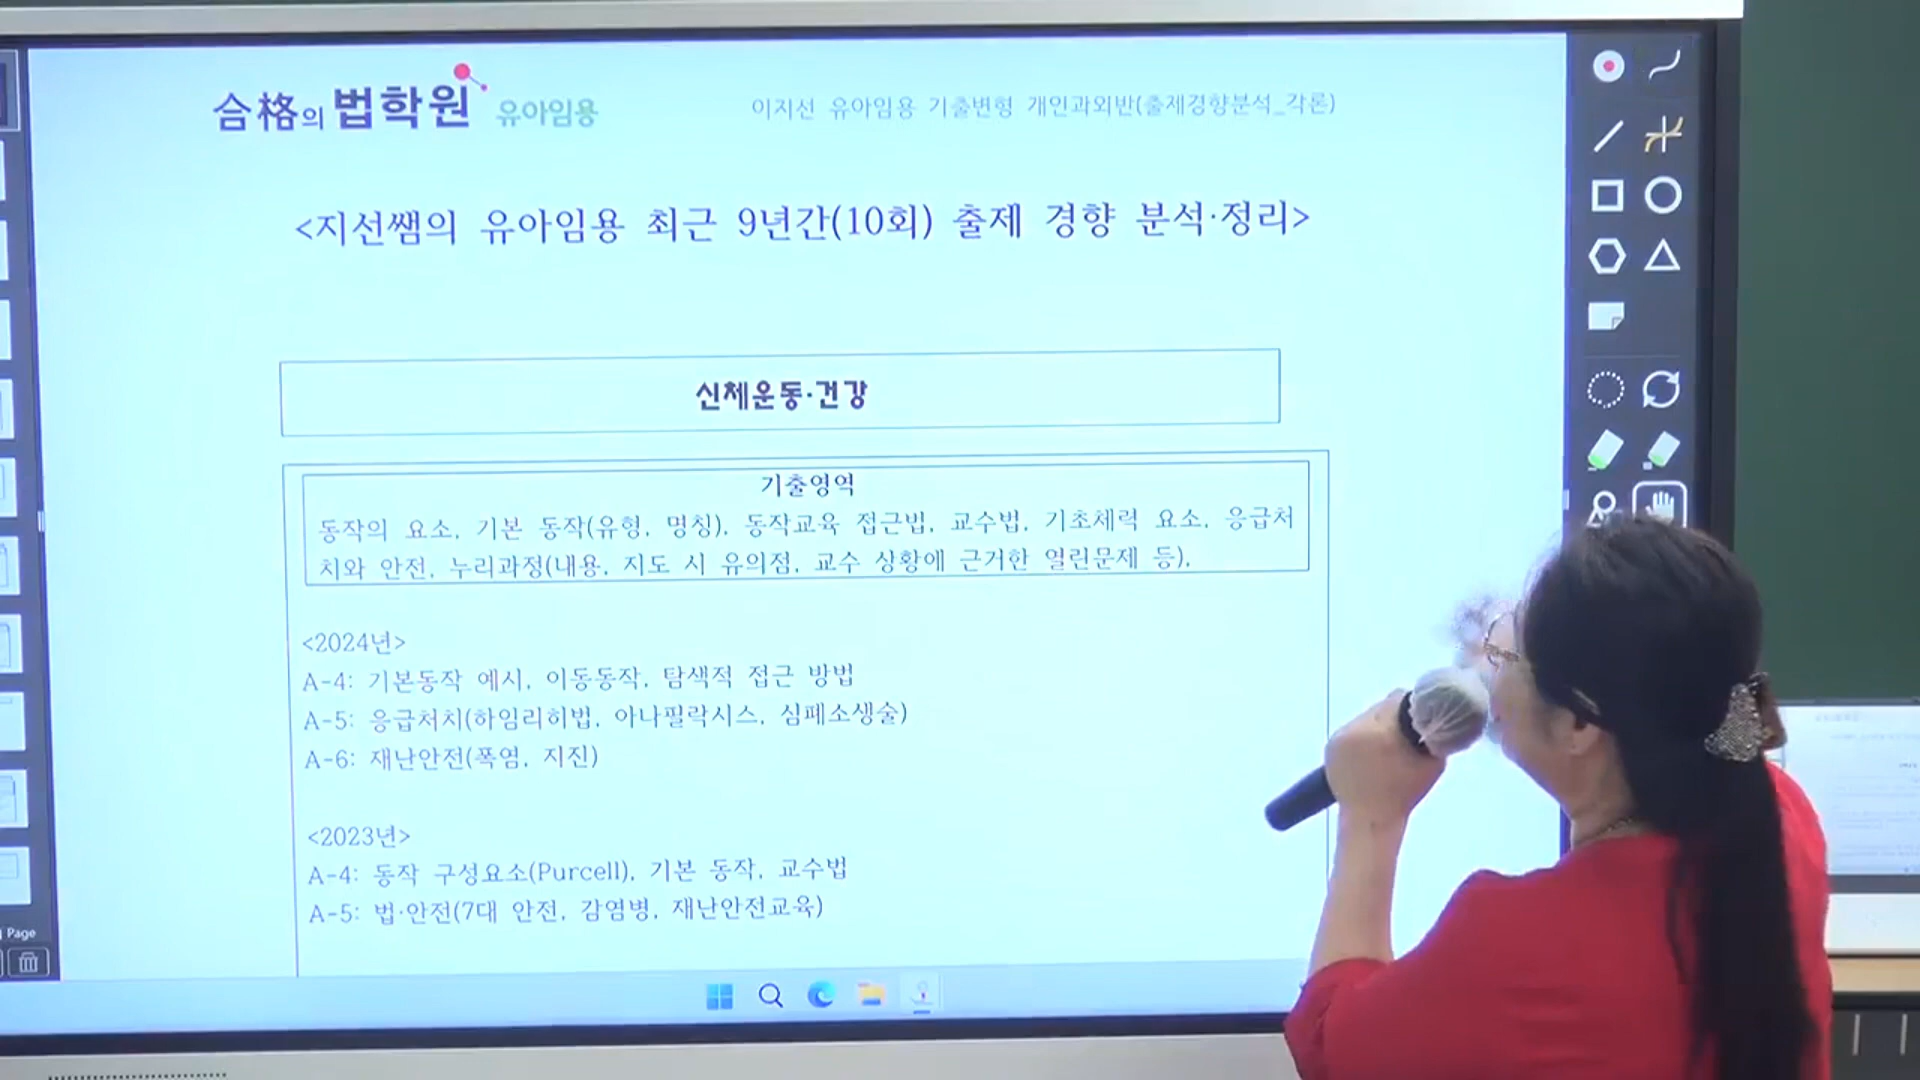 合格의 법학원 유아임용
이지선 유아임용 기출변형 개인과외반(출제경향분석_각론)
<지선쌤의 유아임용 최근 9년간(10회) 출제 경향 분석·정리>
신체운동·건강
기출영역
동작의 요소, 기본 동작(유형, 명칭), 동작교육 접근법, 교수법, 기초체력 요소, 응급처
치와 안전, 누리과정(내용, 지도 시 유의점, 교수 상황에 근거한 열린문제 등).
<2024년>
A-4: 기본동작 예시, 이동동작, 탐색적 접근 방법
A-5: 응급처치(하임리히법, 아나필락시스, 심폐소생술)
A-6: 재난안전(폭염, 지진)
<2023년>
A-4: 동작 구성요소(Purcell), 기본 동작, 교수법
A-5: 법·안전(7대 안전, 감염병, 재난안전교육)
Page